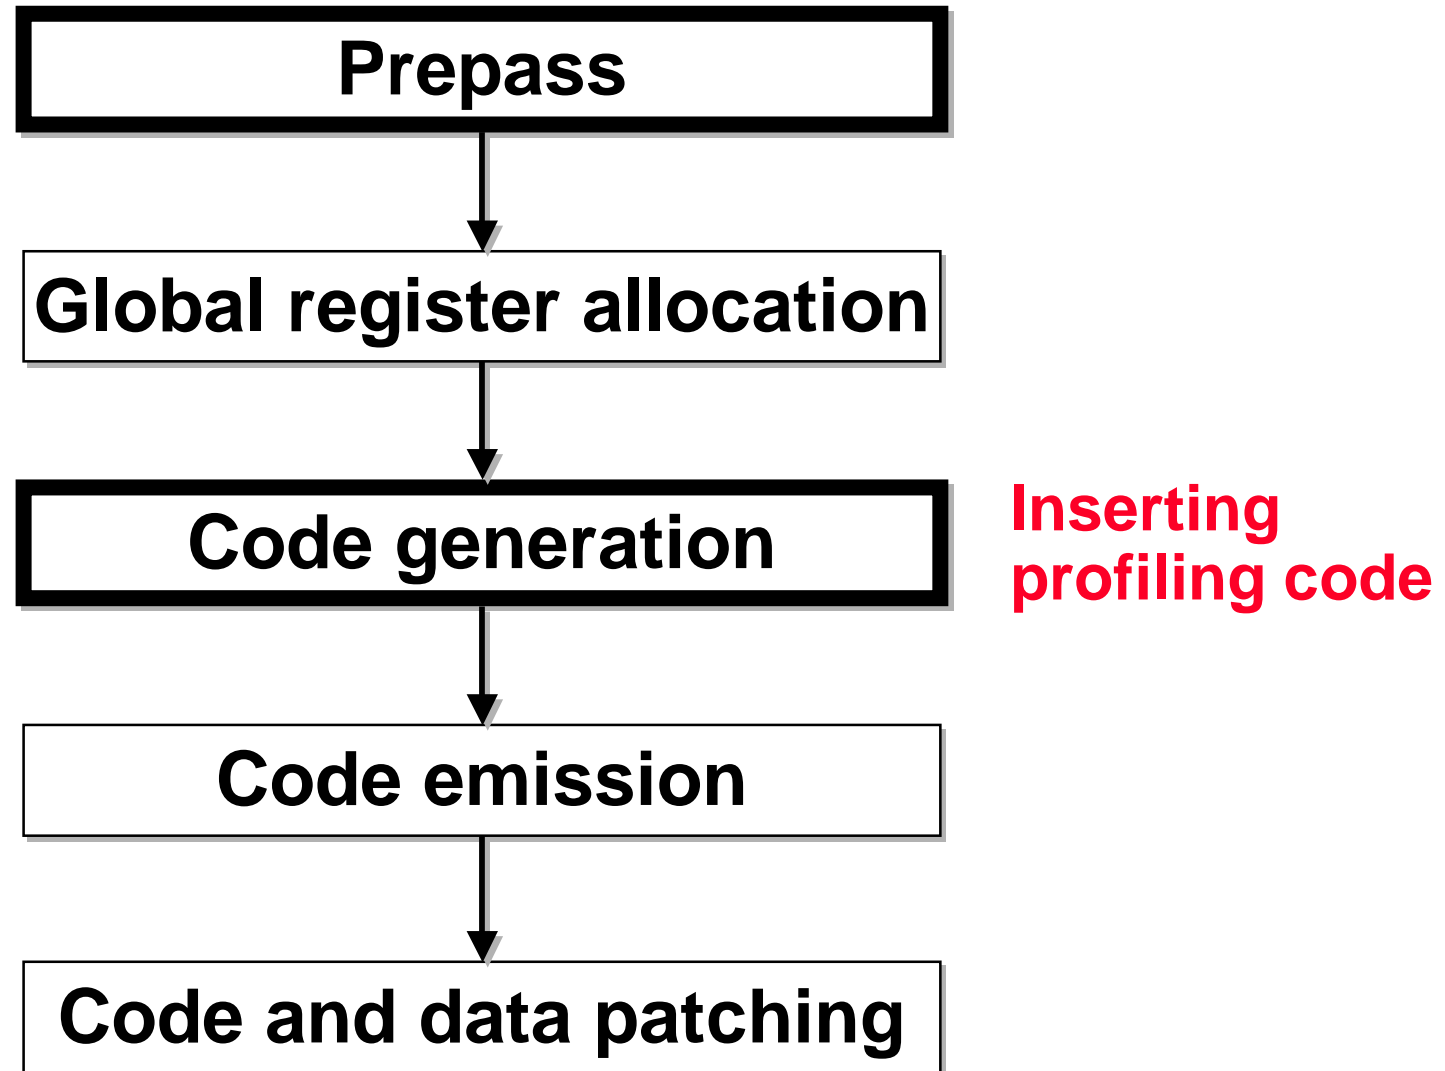 Prepass
Global register allocation
Code generation
Inserting
profiling code
Code emission
Code and data patching